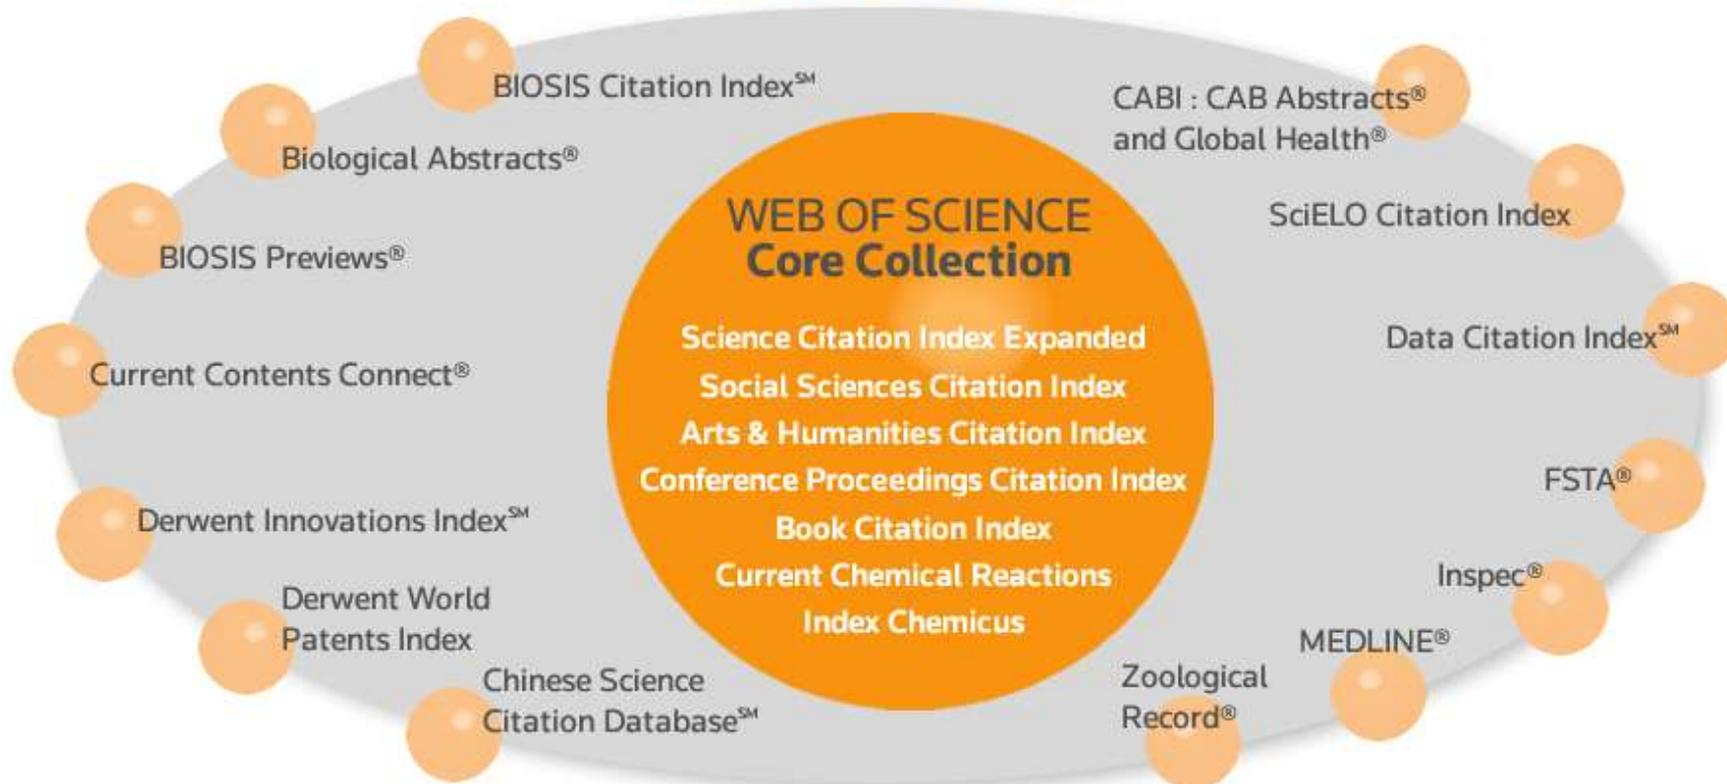 BIOSIS Citation Index℠
Biological Abstracts®
BIOSIS Previews®
Current Contents Connect®
Derwent Innovations Index℠
Derwent World
Patents Index
Chinese Science
Citation Database℠
WEB OF SCIENCE
Core Collection
Science Citation Index Expanded
Social Sciences Citation Index
Arts & Humanities Citation Index
Conference Proceedings Citation Index
Book Citation Index
Current Chemical Reactions
Index Chemicus
CABI : CAB Abstracts®
and Global Health®
SciELO Citation Index
Data Citation Index℠
FSTA®
Inspec®
MEDLINE®
Zoological
Record®